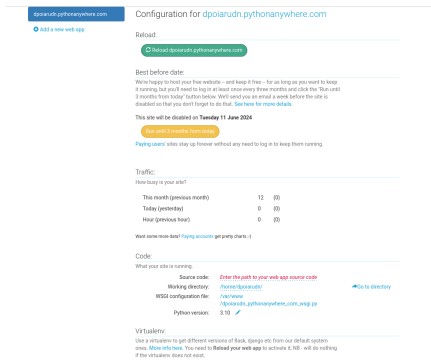 dpoiarudn.pythonanywhere.com
Add a new web app
Configuration for dpoiarudn.pythonanywhere.com
Reload:
Reload dpoiarudn.pythonanywhere.com
Best before date:
We're happy to host your free website – and keep it free – for as long as you want to keep
it running, but you'll need to log in at least once every three months and click the "Run until
3 months from today" button below. We'll send you an email a week before the site is
disabled so that you don't forget to do that. See here for more details.
This site will be disabled on Tuesday 11 June 2024
Run until 3 months from today
Paying users' sites stay up forever without any need to log in to keep them running.
Traffic:
How busy is your site?
This month (previous month) 12 (0)
Today (yesterday) 0 (0)
Hour (previous hour) 0 (0)
Want some more data? Paying accounts get pretty charts ;-)
Code:
What your site is running.
Source code: Enter the path to your web app source code
Working directory: /home/dpoiarudn/ Go to directory
WSGI configuration file: /var/www
/dpoiarudn_pythonanywhere_com_wsgi.py
Python version: 3.10
Virtualenv:
Use a virtualenv to get different versions of flask, django etc from our default system
ones. More info here. You need to Reload your web app to activate it; NB - will do nothing
if the virtualenv does not exist.